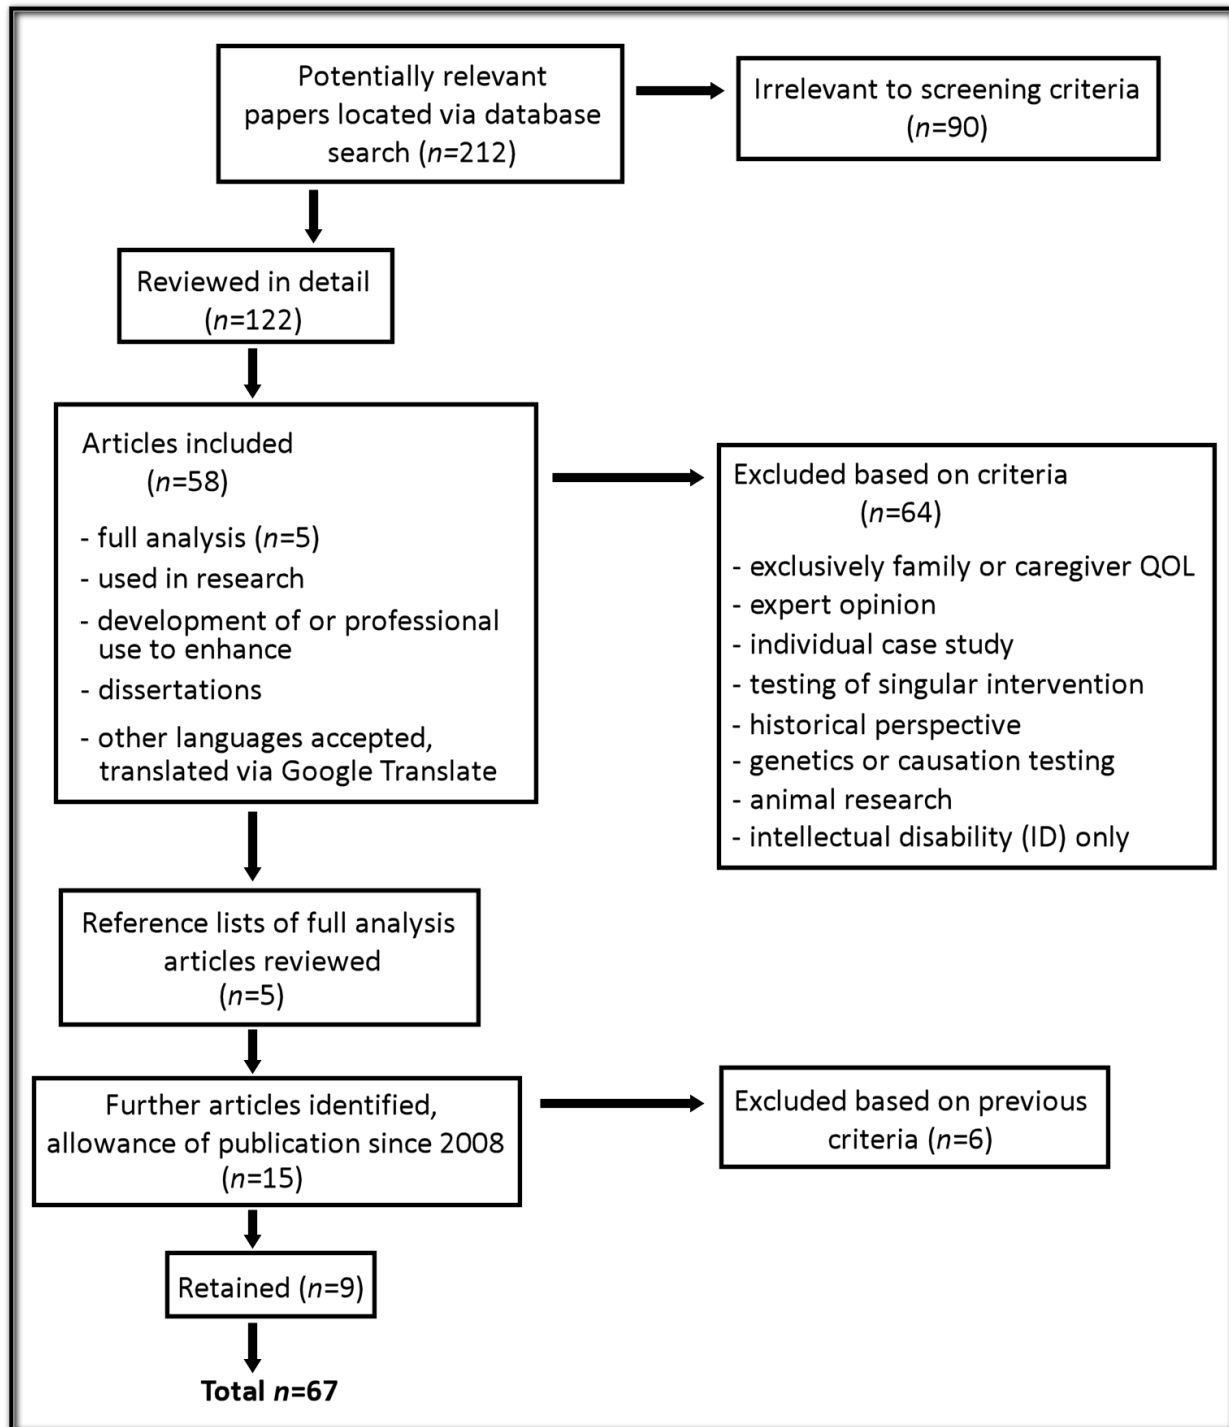 Potentially relevant
papers located via database
search (n=212)
Irrelevant to screening criteria
(n=90)
Reviewed in detail
(n=122)
Articles included
(n=58)
- full analysis (n=5)
- used in research
- development of or professional
use to enhance
- dissertations
- other languages accepted,
translated via Google Translate
Excluded based on criteria
(n=64)
- exclusively family or caregiver QOL
- expert opinion
- individual case study
- testing of singular intervention
- historical perspective
- genetics or causation testing
- animal research
- intellectual disability (ID) only
Reference lists of full analysis
articles reviewed
(n=5)
Further articles identified,
allowance of publication since 2008
(n=15)
Excluded based on previous
criteria (n=6)
Retained (n=9)
Total n=67